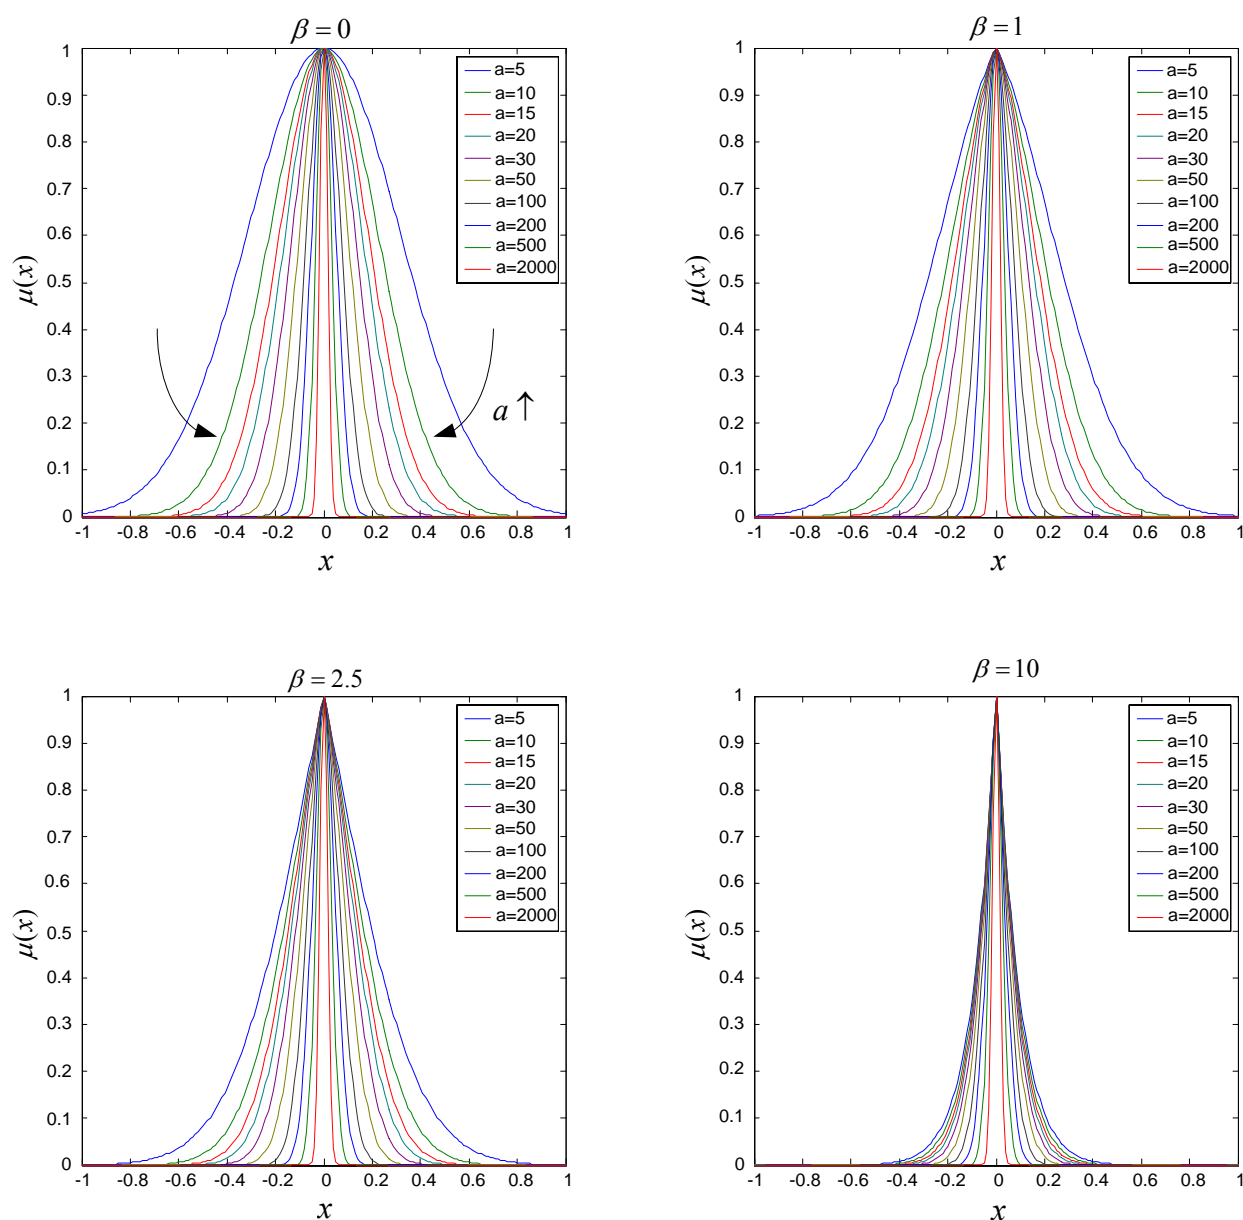 β = 0
1
0.9
0.8
0.7
0.6
0.5
0.4
0.3
0.2
0.1
0
μ(x)
-1 -0.8 -0.6 -0.4 -0.2 0 0.2 0.4 0.6 0.8 1
x
a=5
a=10
a=15
a=20
a=30
a=50
a=100
a=200
a=500
a=2000
a ↑
β = 1
1
0.9
0.8
0.7
0.6
0.5
0.4
0.3
0.2
0.1
0
μ(x)
-1 -0.8 -0.6 -0.4 -0.2 0 0.2 0.4 0.6 0.8 1
x
a=5
a=10
a=15
a=20
a=30
a=50
a=100
a=200
a=500
a=2000
β = 2.5
1
0.9
0.8
0.7
0.6
0.5
0.4
0.3
0.2
0.1
0
μ(x)
-1 -0.8 -0.6 -0.4 -0.2 0 0.2 0.4 0.6 0.8 1
x
a=5
a=10
a=15
a=20
a=30
a=50
a=100
a=200
a=500
a=2000
β = 10
1
0.9
0.8
0.7
0.6
0.5
0.4
0.3
0.2
0.1
0
μ(x)
-1 -0.8 -0.6 -0.4 -0.2 0 0.2 0.4 0.6 0.8 1
x
a=5
a=10
a=15
a=20
a=30
a=50
a=100
a=200
a=500
a=2000